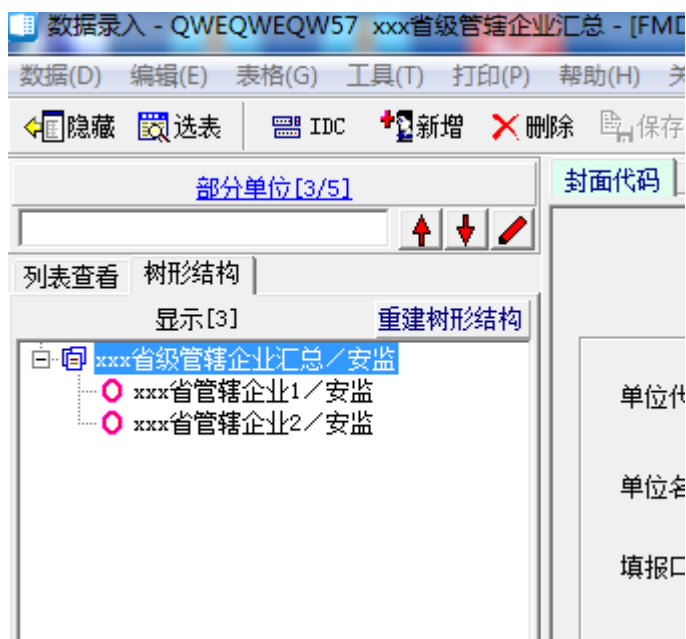 数据录入 - QWEQWEQW57 xxx省级管辖企业汇总 - [FMD
数据(D) 编辑(E) 表格(G) 工具(T) 打印(P) 帮助(H)
隐藏 选表 IDC 新增 删除 保存
部分单位[3/5]
封面代码
列表查看 树形结构
显示[3] 重建树形结构
xxx省级管辖企业汇总／安监
xxx省管辖企业1／安监
xxx省管辖企业2／安监
单位代
单位名
填报口